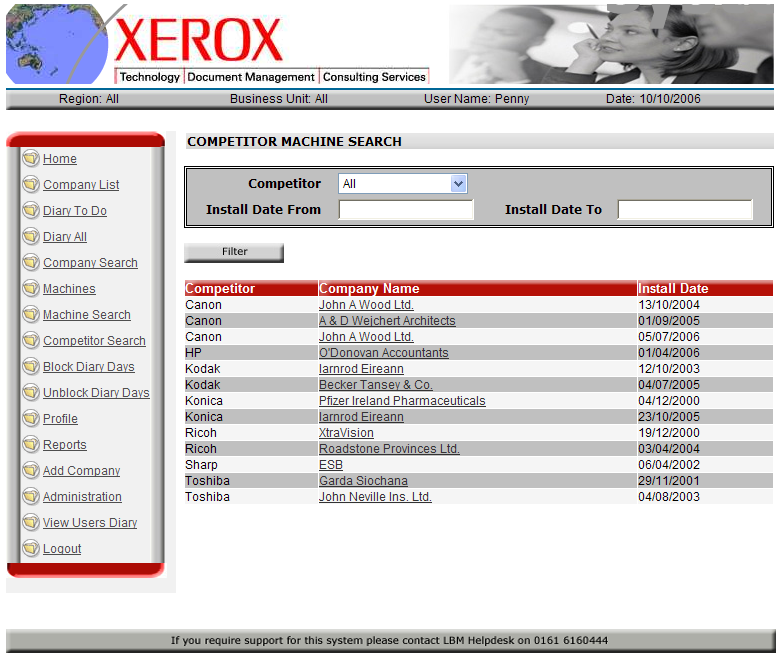 XEROX
Technology Document Management Consulting Services
Region: All Business Unit: All User Name: Penny Date: 10/10/2006
Home
Company List
Diary To Do
Diary All
Company Search
Machines
Machine Search
Competitor Search
Block Diary Days
Unblock Diary Days
Profile
Reports
Add Company
Administration
View Users Diary
Logout
COMPETITOR MACHINE SEARCH
Competitor All
Install Date From Install Date To
Filter
Competitor Company Name Install Date
Canon John A Wood Ltd. 13/10/2004
Canon A & D Wejchert Architects 01/09/2005
Canon John A Wood Ltd. 05/07/2006
HP O'Donovan Accountants 01/04/2006
Kodak Iarnrod Eireann 12/10/2003
Kodak Becker Tansey & Co. 04/07/2005
Konica Pfizer Ireland Pharmaceuticals 04/12/2000
Konica Iarnrod Eireann 23/10/2005
Ricoh XtraVision 19/12/2000
Ricoh Roadstone Provinces Ltd. 03/04/2004
Sharp ESB 06/04/2002
Toshiba Garda Siochana 29/11/2001
Toshiba John Neville Ins. Ltd. 04/08/2003
If you require support for this system please contact LBM Helpdesk on 0161 6160444